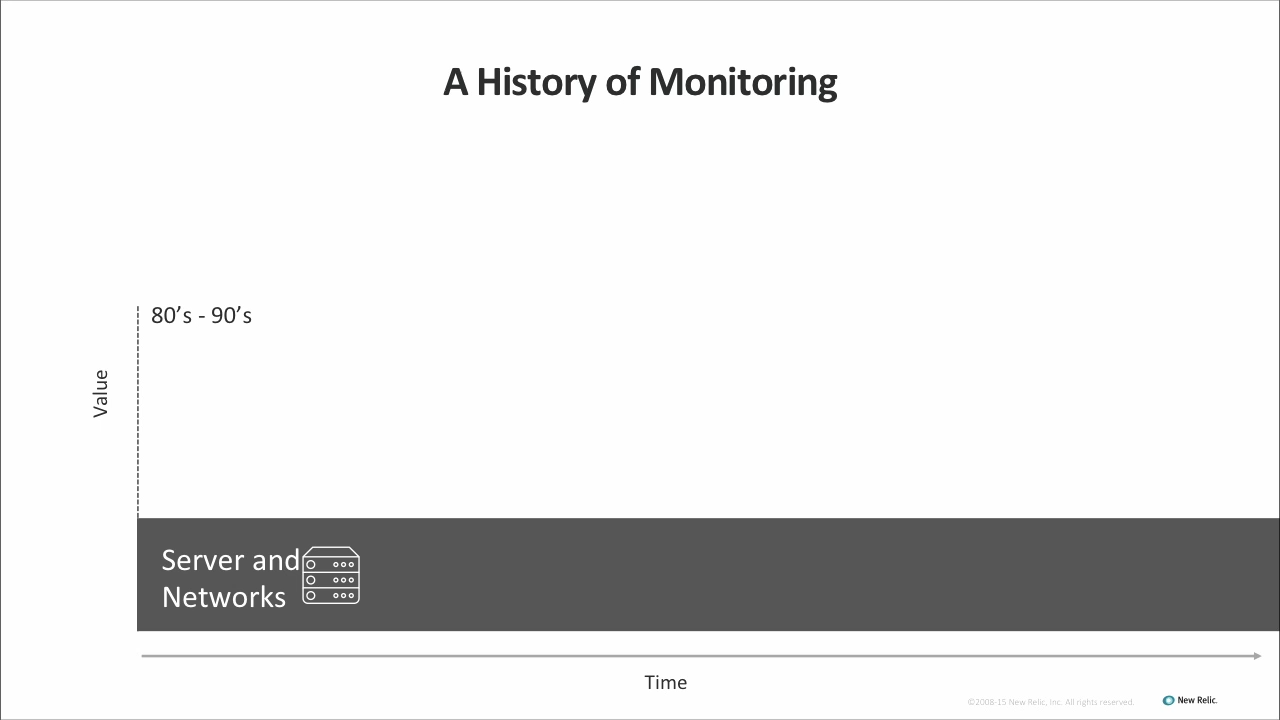 A History of Monitoring
80’s - 90’s
Value
Server and
Networks
Time
©2008-15 New Relic, Inc. All rights reserved.
New Relic.